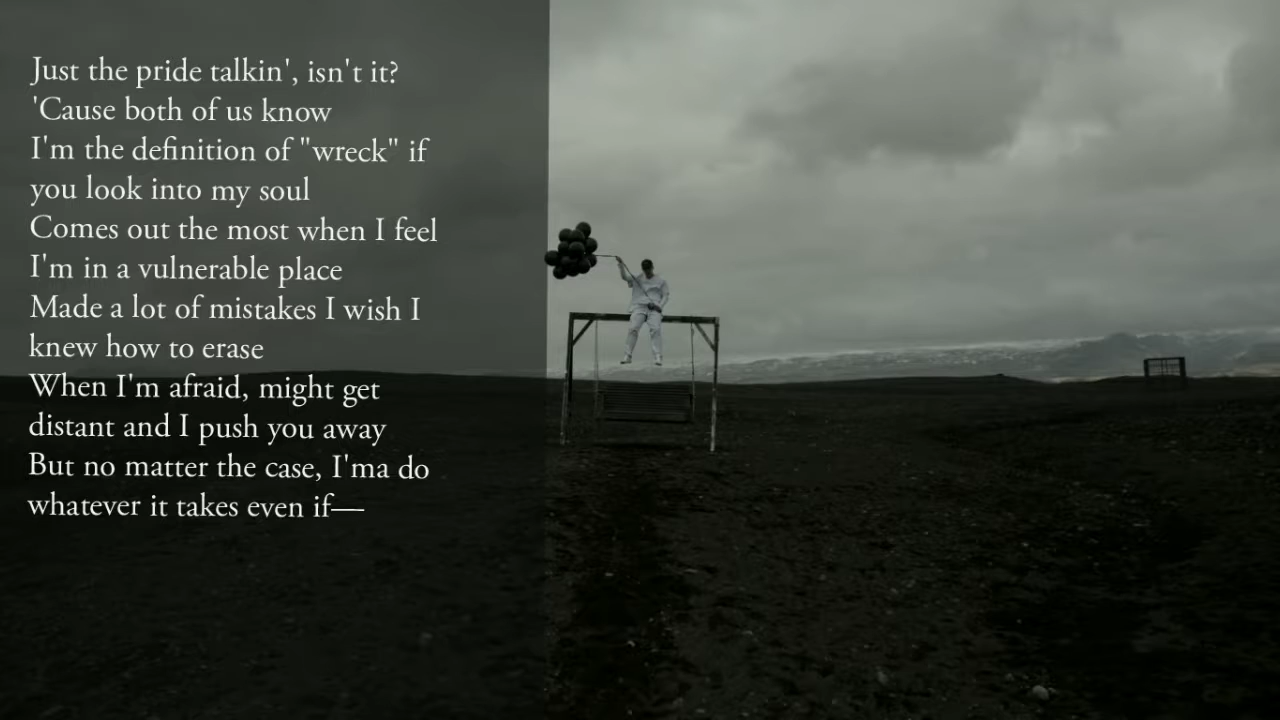 Just the pride talkin', isn't it?
'Cause both of us know
I'm the definition of "wreck" if
you look into my soul
Comes out the most when I feel
I'm in a vulnerable place
Made a lot of mistakes I wish I
knew how to erase
When I'm afraid, might get
distant and I push you away
But no matter the case, I'ma do
whatever it takes even if—